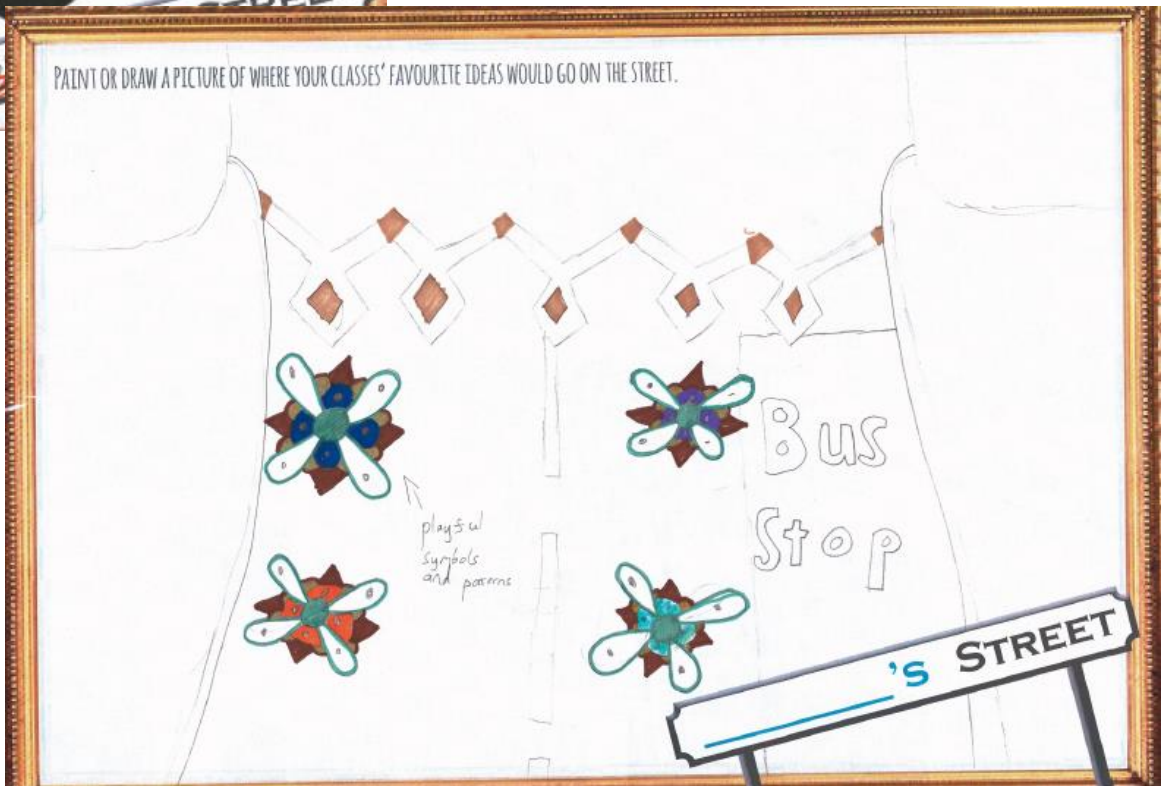 PAINT OR DRAW A PICTURE OF WHERE YOUR CLASSES' FAVOURITE IDEAS WOULD GO ON THE STREET.
playful
symbols
and
Bus
Stop
's STREET